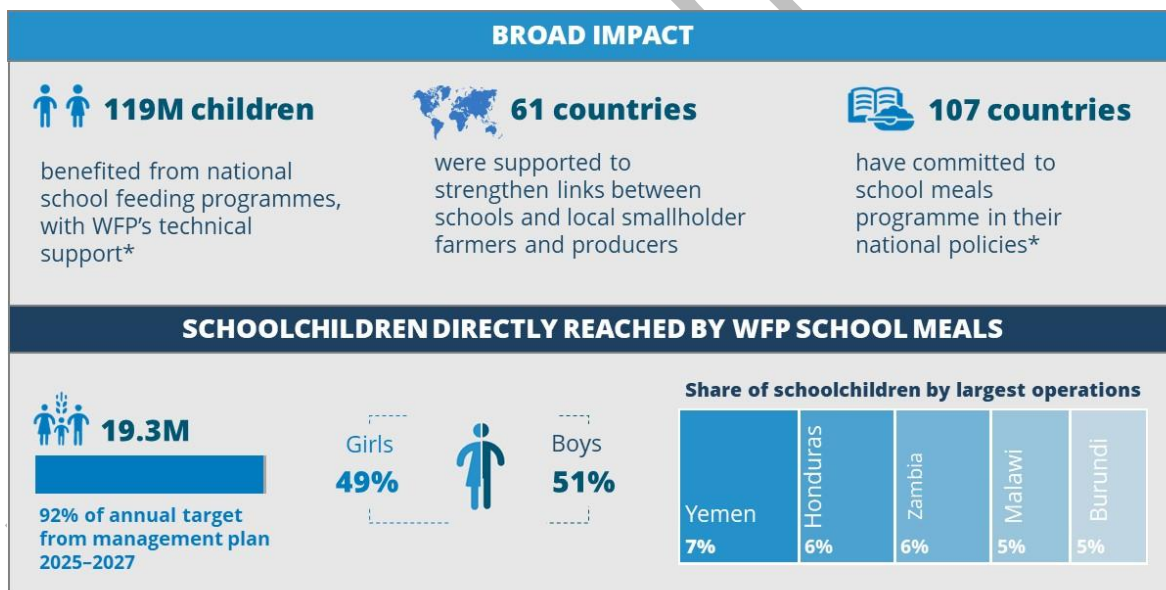 BROAD IMPACT
119M children
benefited from national
school feeding programmes,
with WFP's technical
support*
61 countries
were supported to
strengthen links between
schools and local smallholder
farmers and producers
107 countries
have committed to
school meals
programme in their
national policies*
SCHOOLCHILDREN DIRECTLY REACHED BY WFP SCHOOL MEALS
19.3M
92% of annual target
from management plan
2025–2027
Girls
49%
Boys
51%
Share of schoolchildren by largest operations
Yemen
7%
Honduras
6%
Zambia
6%
Malawi
5%
Burundi
5%